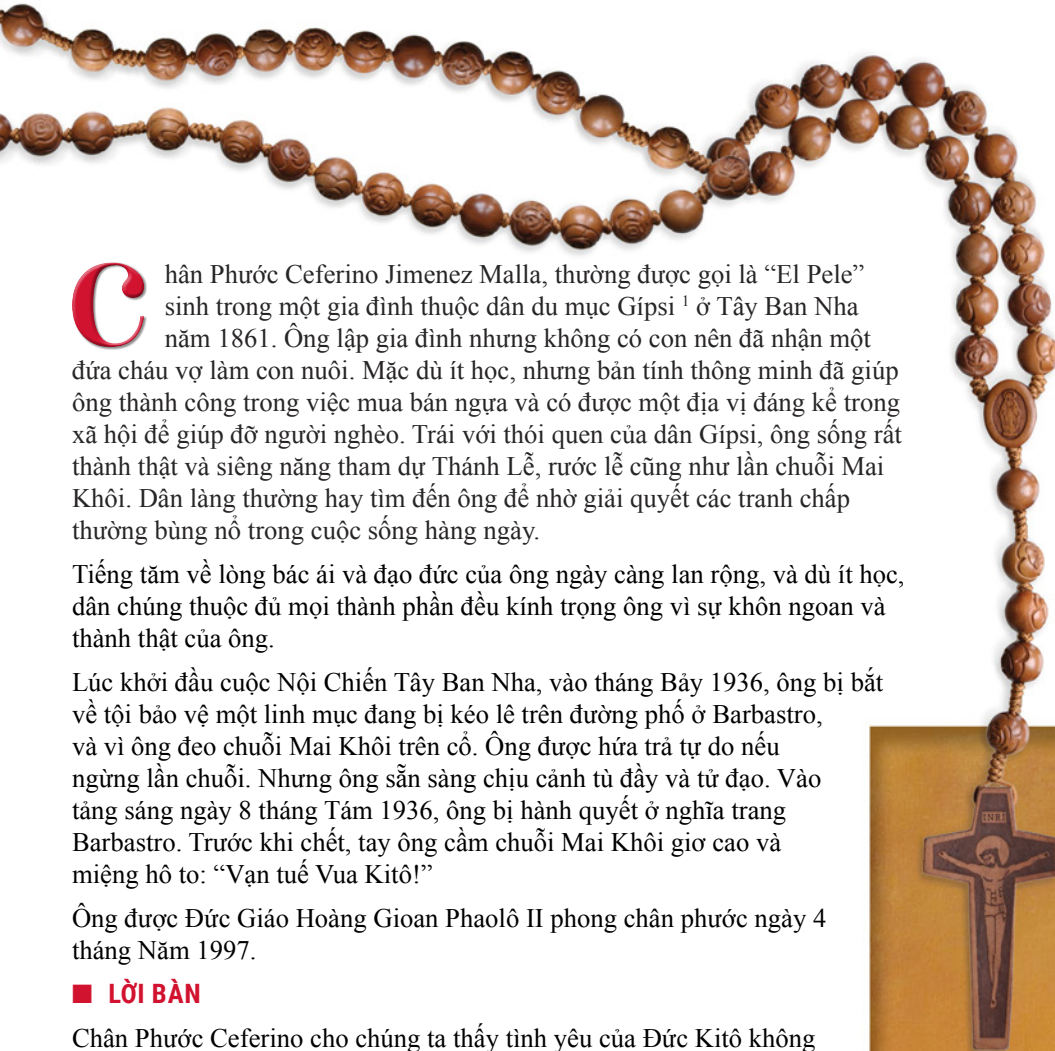 Chân Phước Ceferino Jimenez Malla, thường được gọi là “El Pele”
sinh trong một gia đình thuộc dân du mục Gípsi ¹ ở Tây Ban Nha
năm 1861. Ông lập gia đình nhưng không có con nên đã nhận một
đứa cháu vợ làm con nuôi. Mặc dù ít học, nhưng bản tính thông minh đã giúp
ông thành công trong việc mua bán ngựa và có được một địa vị đáng kể trong
xã hội để giúp đỡ người nghèo. Trái với thói quen của dân Gípsi, ông sống rất
thành thật và siêng năng tham dự Thánh Lễ, rước lễ cũng như lần chuỗi Mai
Khôi. Dân làng thường hay tìm đến ông để nhờ giải quyết các tranh chấp
thường bùng nổ trong cuộc sống hàng ngày.
Tiếng tăm về lòng bác ái và đạo đức của ông ngày càng lan rộng, và dù ít học,
dân chúng thuộc đủ mọi thành phần đều kính trọng ông vì sự khôn ngoan và
thành thật của ông.
Lúc khởi đầu cuộc Nội Chiến Tây Ban Nha, vào tháng Bảy 1936, ông bị bắt
về tội bảo vệ một linh mục đang bị kéo lê trên đường phố ở Barbastro,
và vì ông đeo chuỗi Mai Khôi trên cổ. Ông được hứa trả tự do nếu
ngừng lần chuỗi. Nhưng ông sẵn sàng chịu cảnh tù đầy và tử đạo. Vào
tảng sáng ngày 8 tháng Tám 1936, ông bị hành quyết ở nghĩa trang
Barbastro. Trước khi chết, tay ông cầm chuỗi Mai Khôi giơ cao và
miệng hô to: “Vạn tuế Vua Kitô!”
Ông được Đức Giáo Hoàng Gioan Phaolô II phong chân phước ngày 4
tháng Năm 1997.
■ LỜI BÀN
Chân Phước Ceferino cho chúng ta thấy tình yêu của Đức Kitô không
INRI